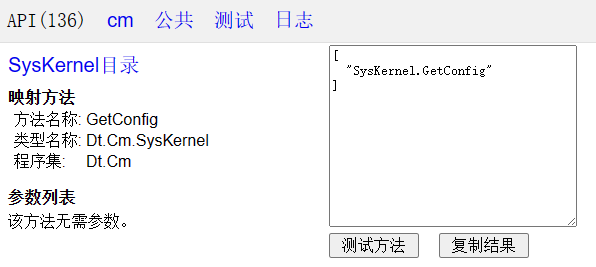 API(136) cm 公共 测试 日志
SysKernel目录
映射方法
方法名称: GetConfig
类型名称: Dt.Cm.SysKernel
程序集: Dt.Cm
参数列表
该方法无需参数。
[
"SysKernel.GetConfig"
]
测试方法 复制结果